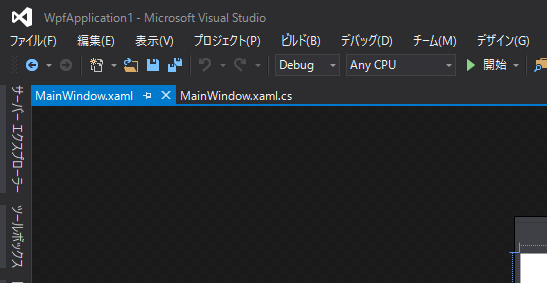 WpfApplication1 - Microsoft Visual Studio
ファイル(F) 編集(E) 表示(V) プロジェクト(P) ビルド(B) デバッグ(D) チーム(M) デザイン(G)
Debug Any CPU 開始
MainWindow.xaml MainWindow.xaml.cs
サーバー エクスプローラー
ツールボックス